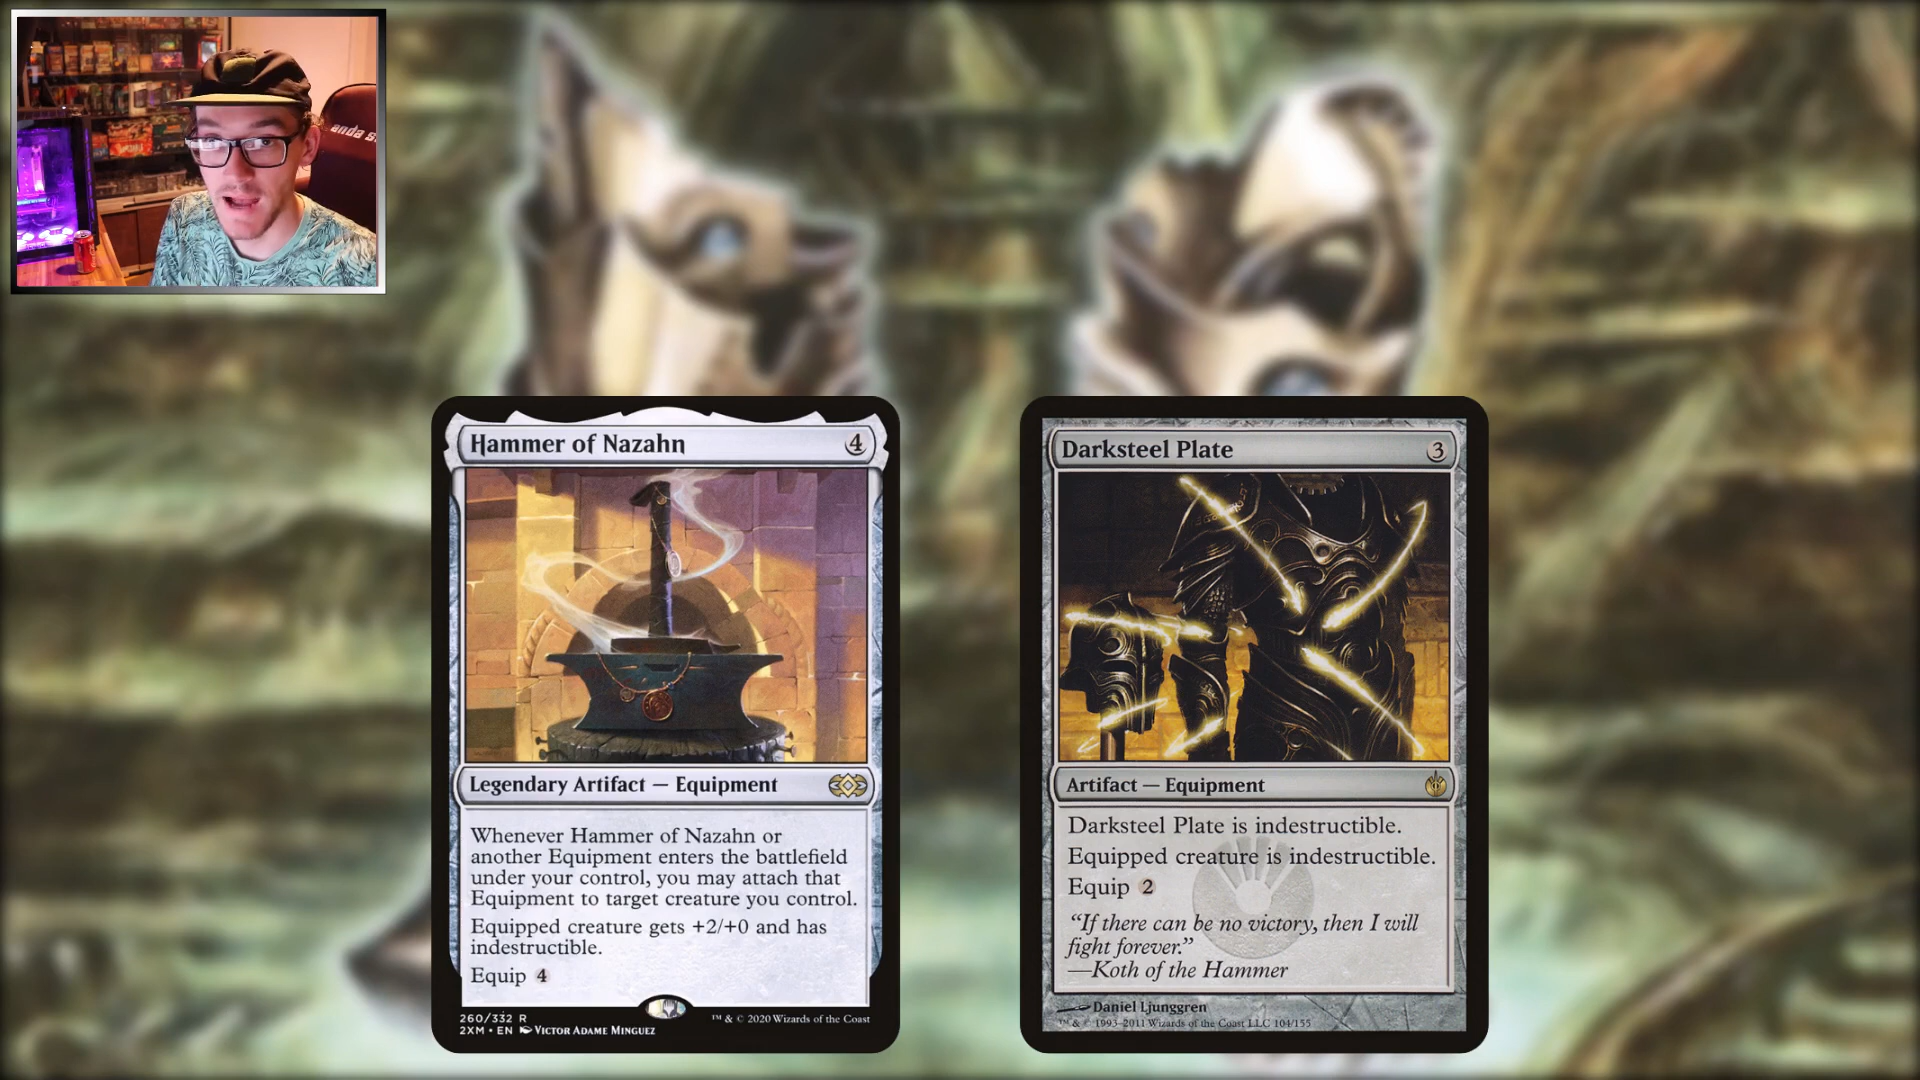 anda s
Hammer of Nazahn 4
Legendary Artifact — Equipment
Whenever Hammer of Nazahn or
another Equipment enters the battlefield
under your control, you may attach that
Equipment to target creature you control.
Equipped creature gets +2/+0 and has
indestructible.
Equip 4
260/332 R
2XM • EN VICTOR ADAME MINGUEZ
™ & © 2020 Wizards of the Coast
Darksteel Plate 3
Artifact — Equipment
Darksteel Plate is indestructible.
Equipped creature is indestructible.
Equip 2
“If there can be no victory, then I will
fight forever.”
—Koth of the Hammer
Daniel Ljunggren
™ & © 1993–2011 Wizards of the Coast LLC 104/155